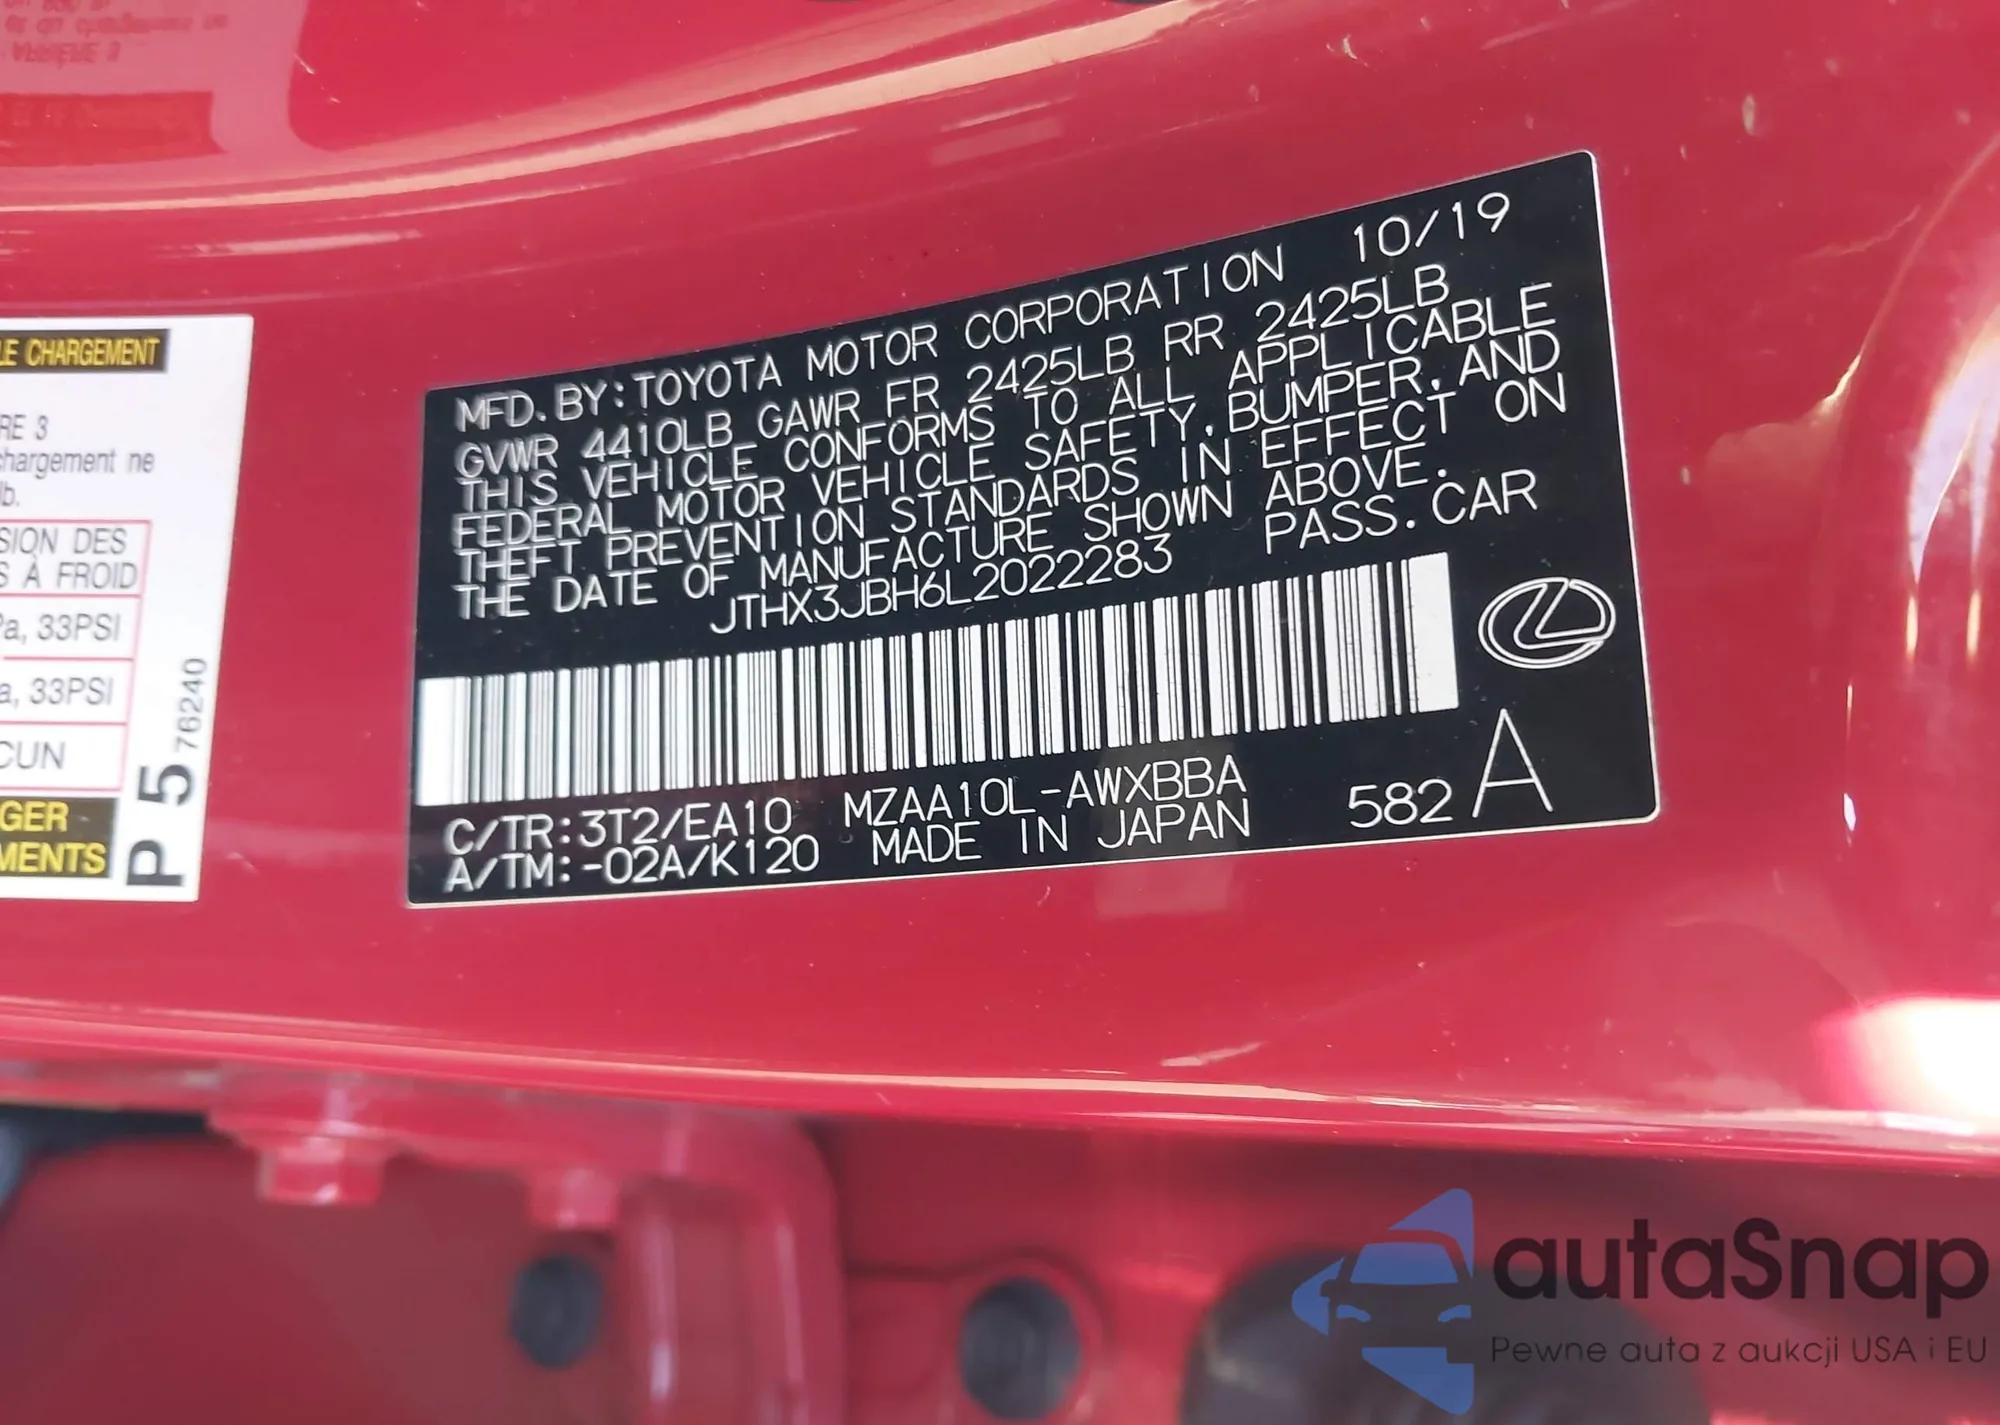 LE CHARGEMENT
RE 3
chargement ne
lb.
SION DES
S À FROID
Pa, 33PSI
a, 33PSI
CUN
GER
MENTS
P 5 76240
MFD. BY: TOYOTA MOTOR CORPORATION 10/19
GVWR 4410LB GAWR FR 2425LB RR 2425LB
THIS VEHICLE CONFORMS TO ALL APPLICABLE
FEDERAL MOTOR VEHICLE SAFETY, BUMPER, AND
THEFT PREVENTION STANDARDS IN EFFECT ON
THE DATE OF MANUFACTURE SHOWN ABOVE.
JTHX3JBH6L2022283 PASS. CAR
C/TR:3T2/EA10 MZAA10L-AWXBBA
A/TM:-02A/K120 MADE IN JAPAN 582 A
autaSnap
Pewne auta z aukcji USA i EU